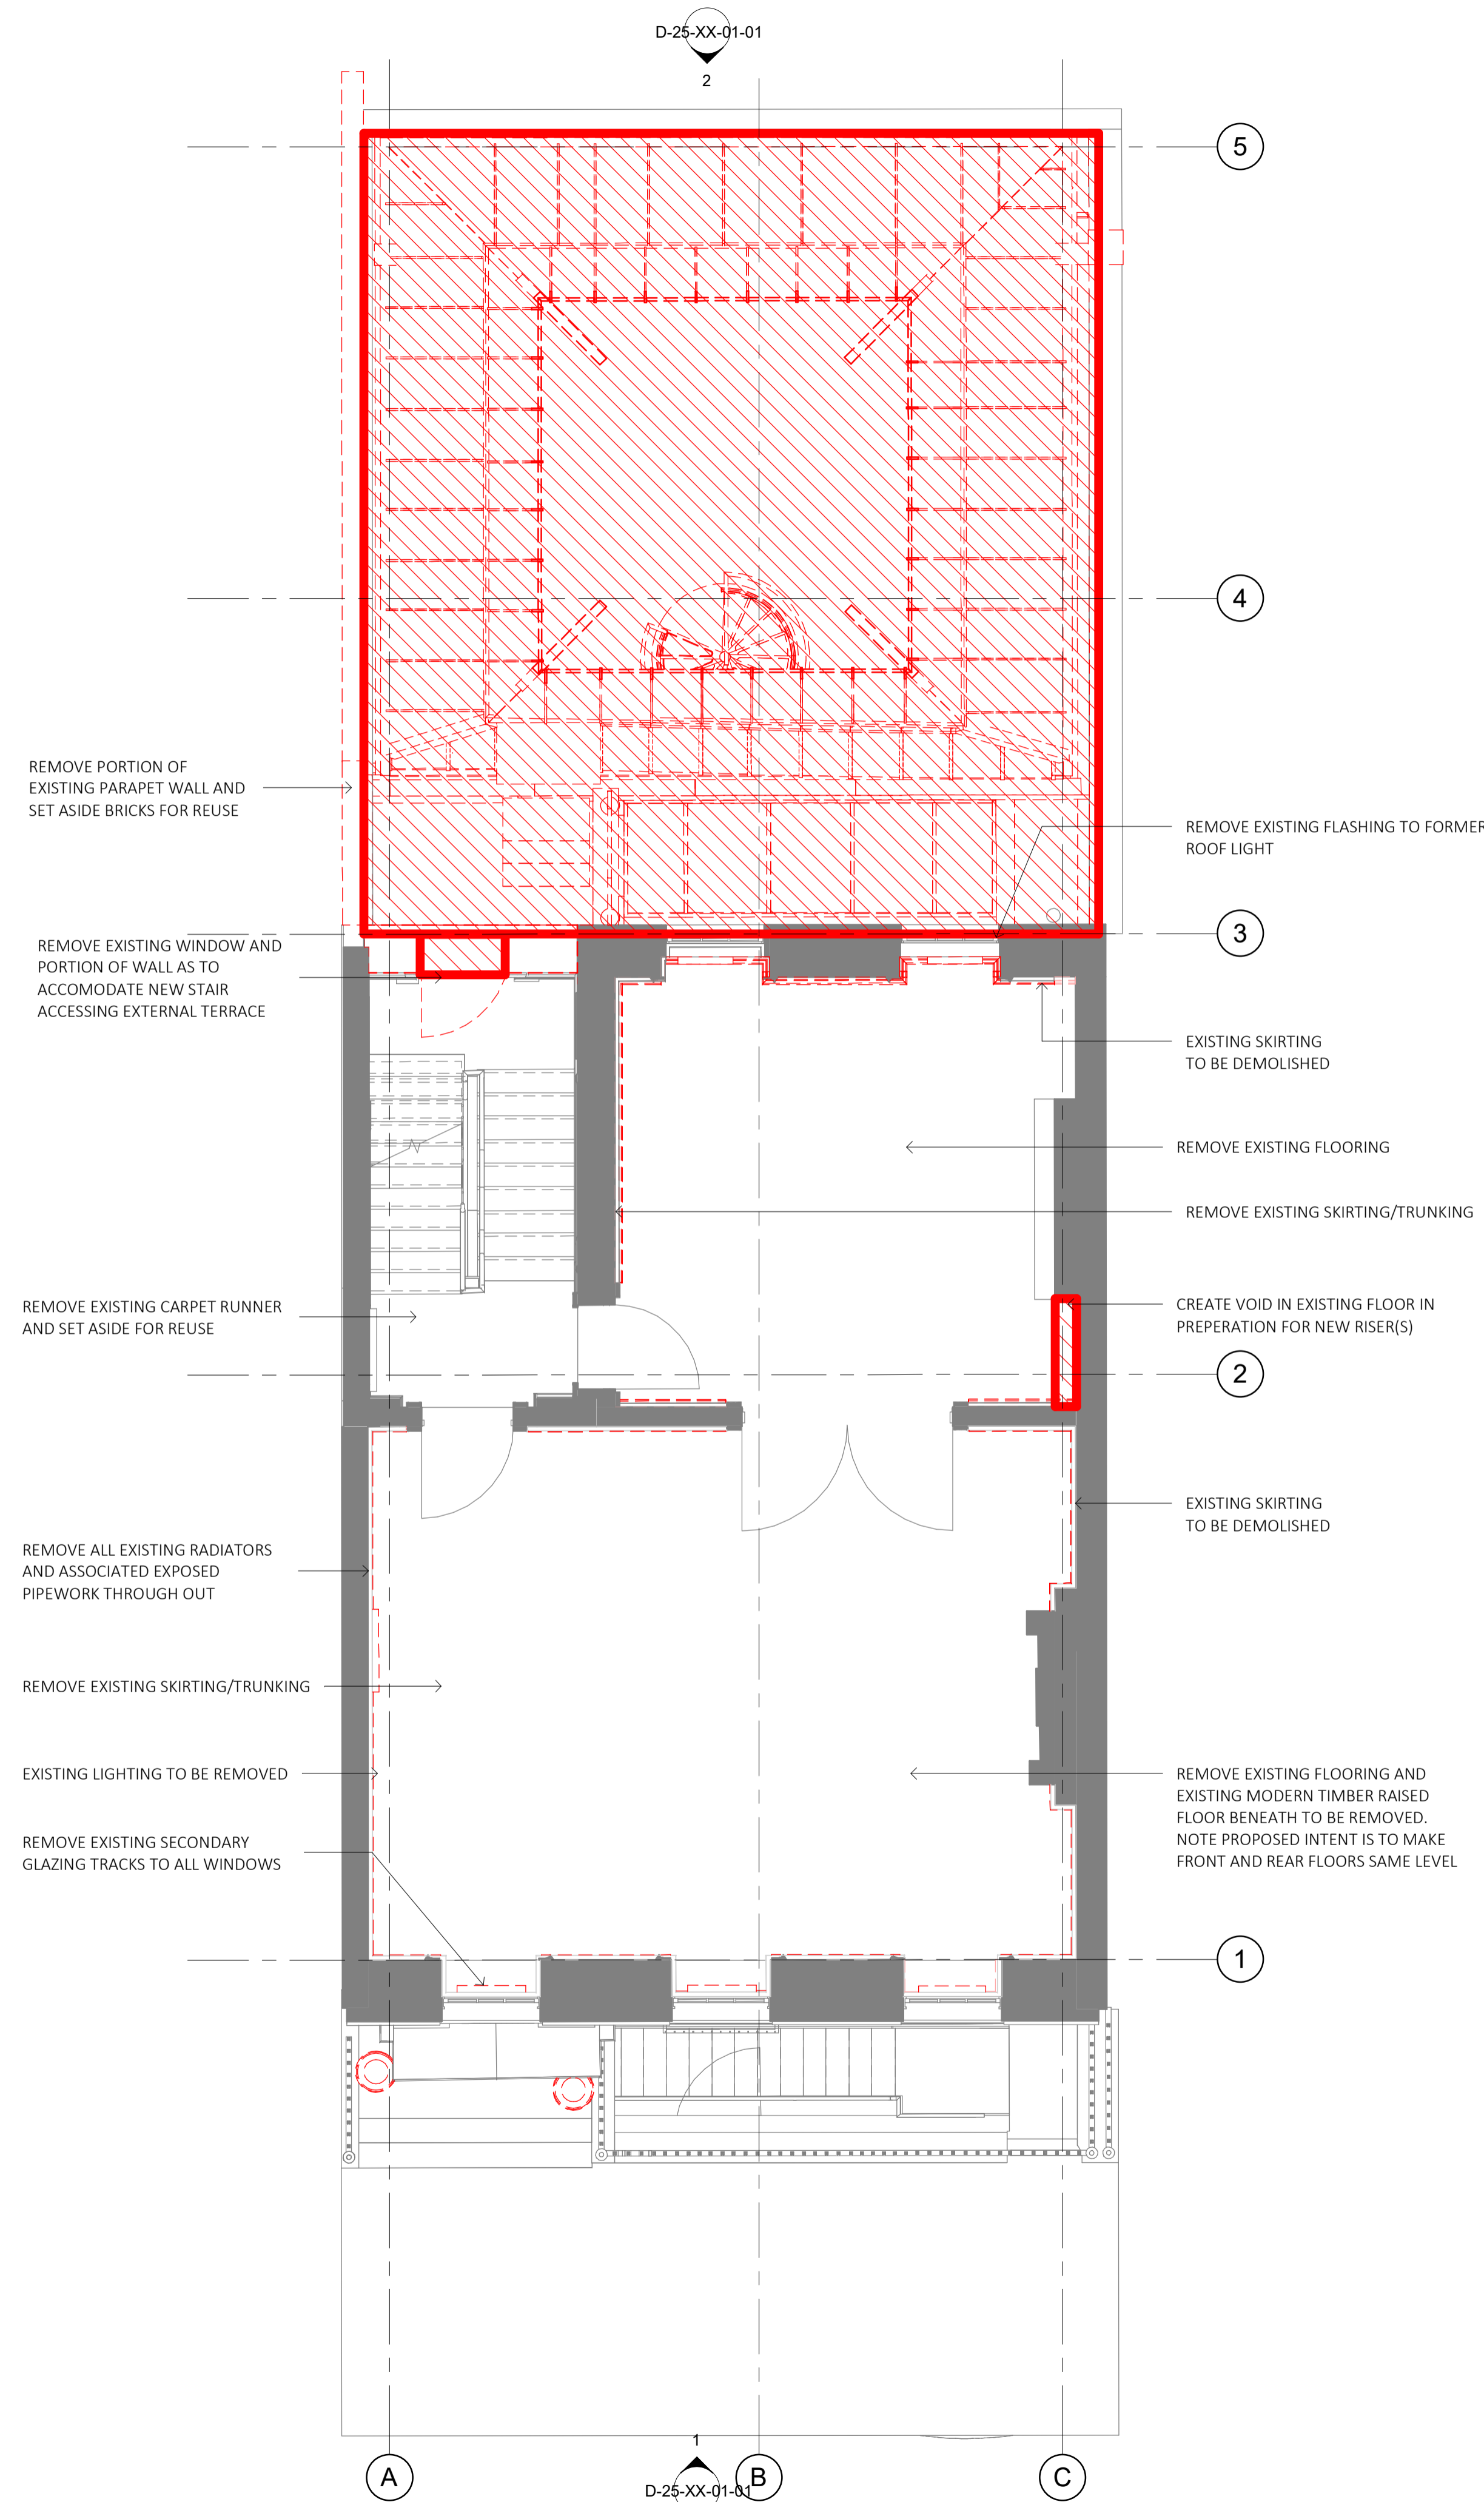 D-25-XX-01-01
2
5
4
REMOVE PORTION OF
EXISTING PARAPET WALL AND
SET ASIDE BRICKS FOR REUSE
REMOVE EXISTING FLASHING TO FORMER
ROOF LIGHT
3
REMOVE EXISTING WINDOW AND
PORTION OF WALL AS TO
ACCOMODATE NEW STAIR
ACCESSING EXTERNAL TERRACE
EXISTING SKIRTING
TO BE DEMOLISHED
REMOVE EXISTING FLOORING
REMOVE EXISTING SKIRTING/TRUNKING
REMOVE EXISTING CARPET RUNNER
AND SET ASIDE FOR REUSE
CREATE VOID IN EXISTING FLOOR IN
PREPERATION FOR NEW RISER(S)
2
EXISTING SKIRTING
TO BE DEMOLISHED
REMOVE ALL EXISTING RADIATORS
AND ASSOCIATED EXPOSED
PIPEWORK THROUGH OUT
REMOVE EXISTING SKIRTING/TRUNKING
EXISTING LIGHTING TO BE REMOVED
REMOVE EXISTING FLOORING AND
EXISTING MODERN TIMBER RAISED
FLOOR BENEATH TO BE REMOVED.
NOTE PROPOSED INTENT IS TO MAKE
FRONT AND REAR FLOORS SAME LEVEL
REMOVE EXISTING SECONDARY
GLAZING TRACKS TO ALL WINDOWS
1
1
A
D-25-XX-01-01
B
C